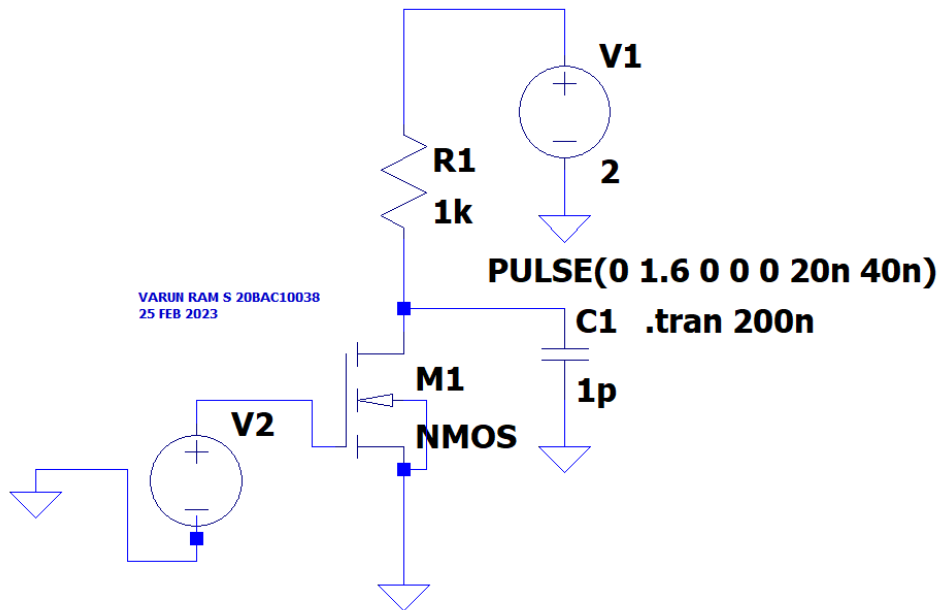 V1
R1
2
1k
PULSE(0 1.6 0 0 0 20n 40n)
VARUN RAM S 20BAC10038
25 FEB 2023
C1 .tran 200n
M1
1p
V2
NMOS